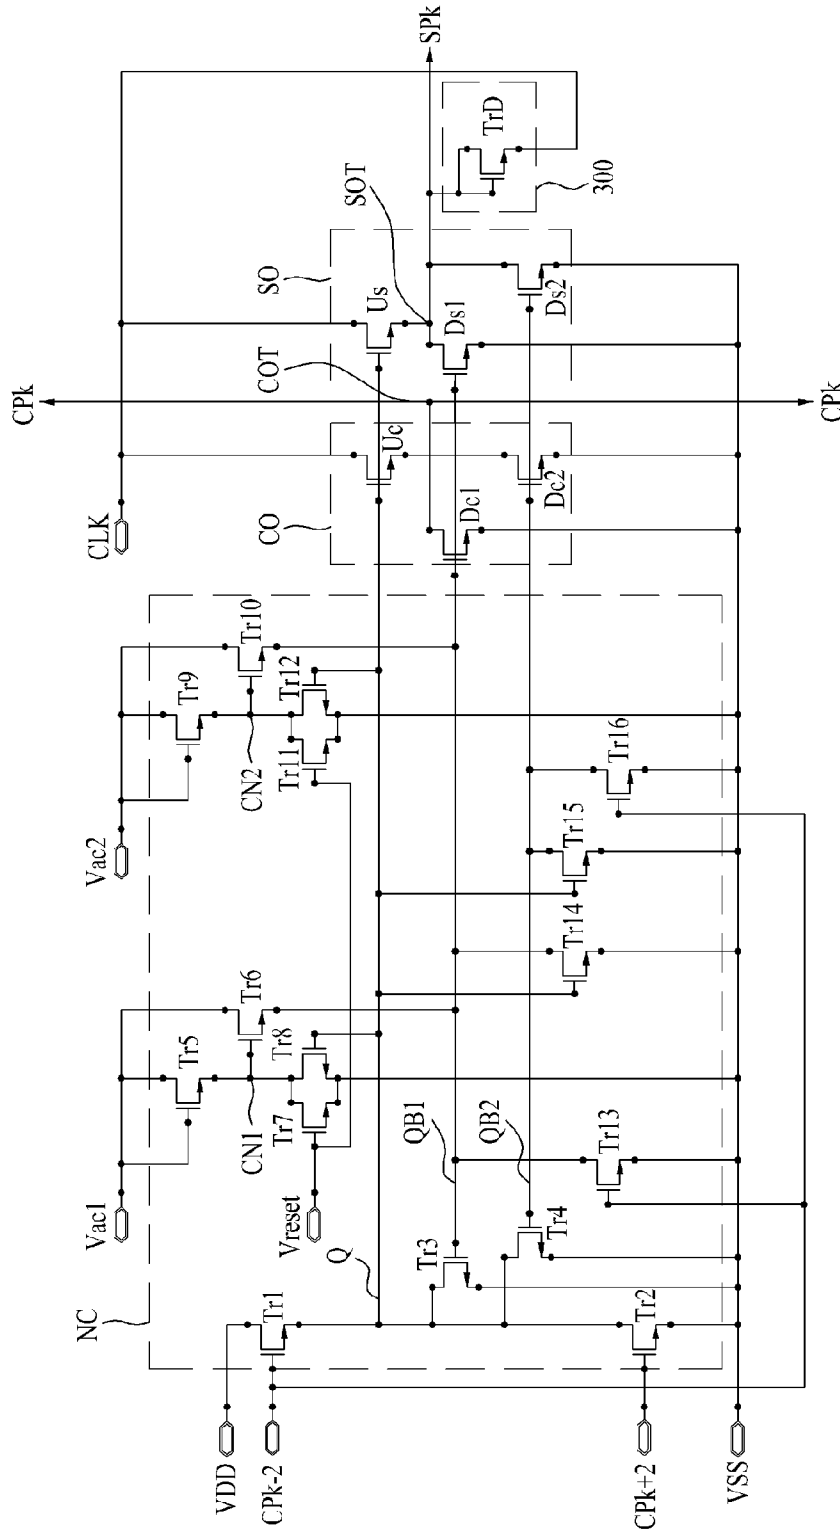 VDD
CPk-2
CPk+2
VSS
NC
Tr1
Tr2
Q
Tr3
Tr4
QB1
QB2
Tr13
Vreset
Vac1
Tr5
CN1
Tr6
Tr7
Tr8
Tr14
Tr15
Tr16
Vac2
Tr9
CN2
Tr10
Tr11
Tr12
CLK
CO
Uc
Dc1
Dc2
CPk
CPk
COT
SO
Us
Ds1
Ds2
SOT
300
TrD
SPk